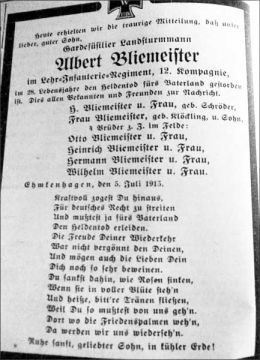 Heute erhielten wir die traurige Mitteilung, daß unser
lieber, guter Sohn,
Gardefüsilier Landsturmmann
Albert Bliemeister
im Lehr-Infanterie-Regiment, 12. Kompagnie,
im 28. Lebensjahre den Heldentod fürs Vaterland gestorben
ist. Dies allen Bekannten und Freunden zur Nachricht.
H. Bliemeister u. Frau, geb. Schröder,
Frau Bliemeister, geb. Klöckling, u. Sohn,
4 Brüder z. Z. im Felde:
Otto Bliemeister u. Frau,
Heinrich Bliemeister u. Frau,
Hermann Bliemeister u. Frau,
Wilhelm Bliemeister u. Frau.
Ehmkenhagen, den 5. Juli 1915.
Kraftvoll zogest Du hinaus,
Für deutsches Recht zu streiten
Und mußtest ja fürs Vaterland
Den Heldentod erleiden.
Die Freude Deiner Wiederkehr
War nicht vergönnt den Deinen,
Und mögen auch die Lieben Dein
Dich noch so sehr beweinen.
Du sankst dahin, wie Rosen sinken,
Wenn sie in voller Blüte steh'n
Und heiße, bitt're Tränen fließen,
Weil Du so mußtest von uns geh'n.
Dort wo die Friedenspalmen weh'n,
Da werden wir uns wiederseh'n.
Ruhe sanft, geliebter Sohn, in kühler Erde!